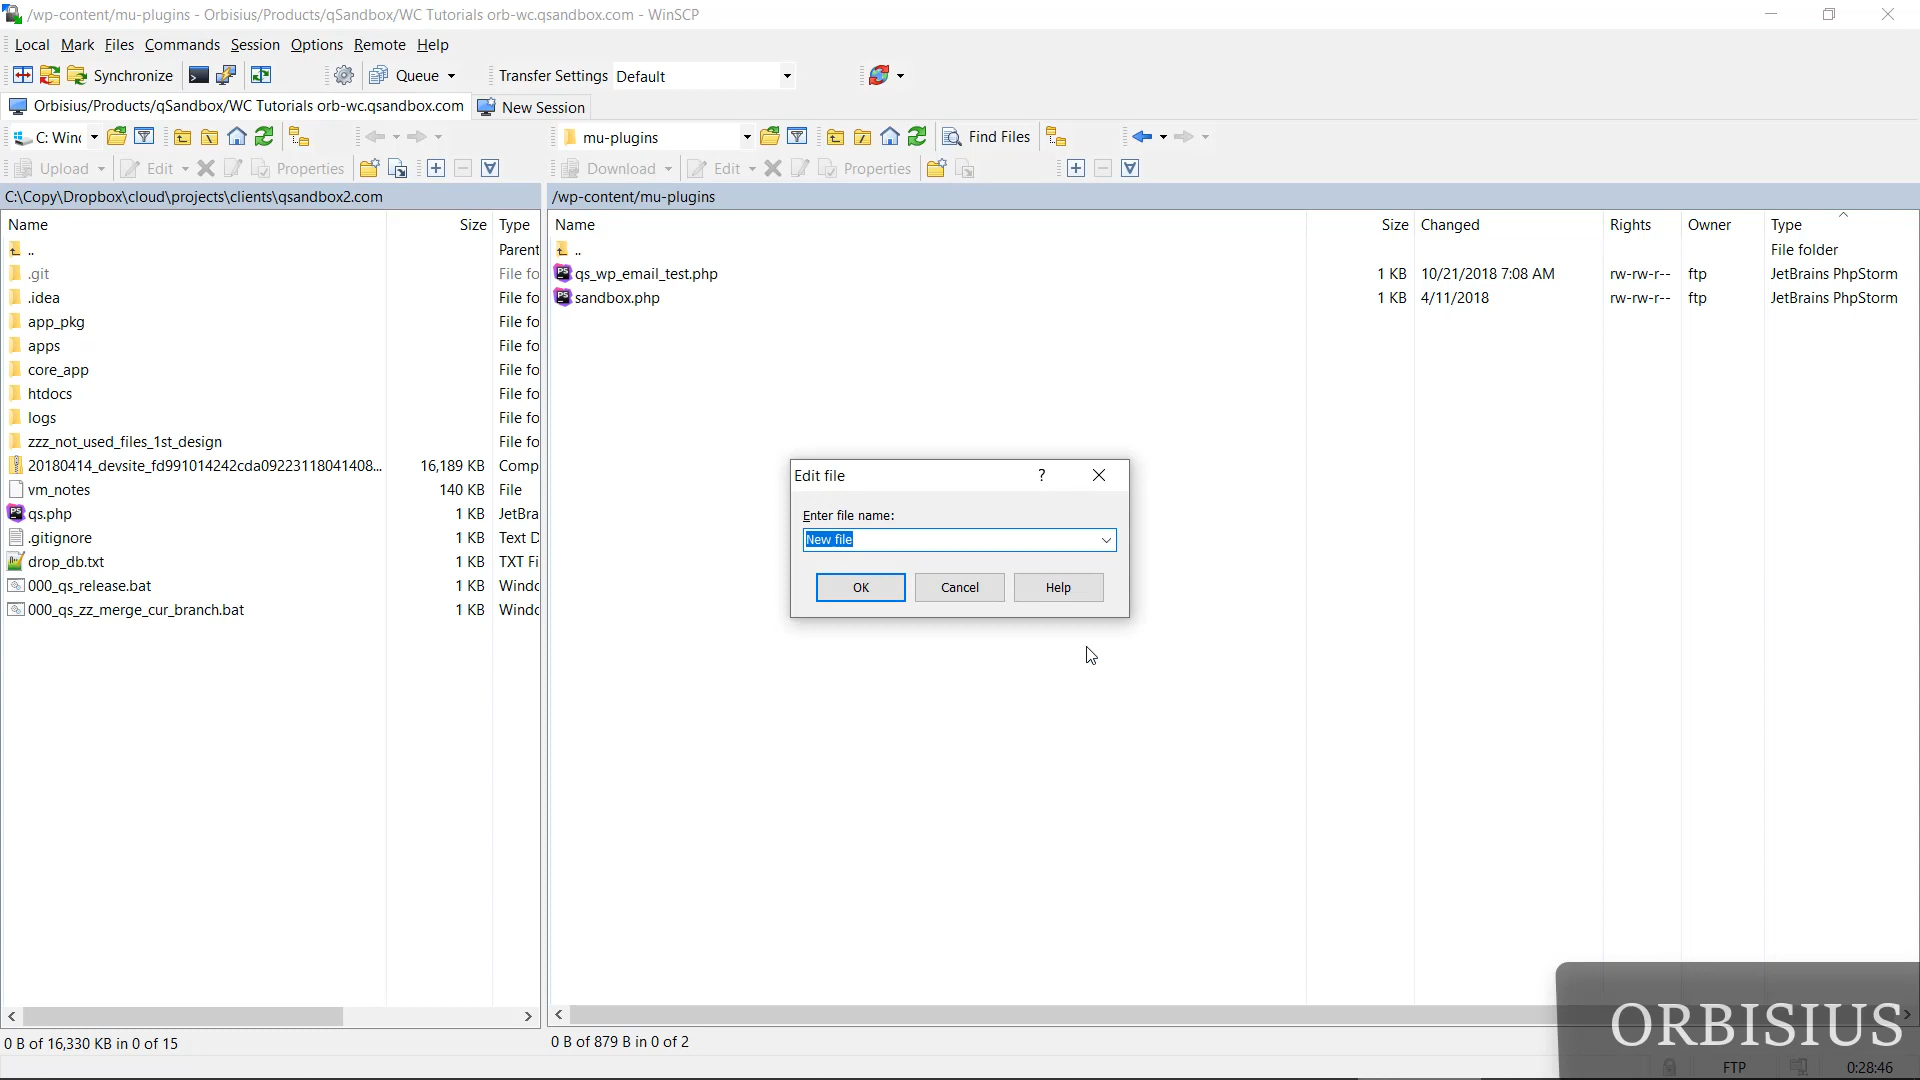 /wp-content/mu-plugins - Orbisius/Products/qSandbox/WC Tutorials orb-wc.qsandbox.com - WinSCP
Local Mark Files Commands Session Options Remote Help
Synchronize Queue Transfer Settings Default
Orbisius/Products/qSandbox/WC Tutorials orb-wc.qsandbox.com New Session
C: Wind mu-plugins Find Files
Upload Edit Properties Download Edit Properties
C:\Copy\Dropbox\cloud\projects\clients\qsandbox2.com /wp-content/mu-plugins
Name Size Type Name Size Changed Rights Owner Type
.. Parent .. File folder
.git File fo qs_wp_email_test.php 1 KB 10/21/2018 7:08 AM rw-rw-r-- ftp JetBrains PhpStorm
.idea File fo sandbox.php 1 KB 4/11/2018 rw-rw-r-- ftp JetBrains PhpStorm
app_pkg File fo
apps File fo
core_app File fo
htdocs File fo
logs File fo
zzz_not_used_files_1st_design File fo
20180414_devsite_fd991014242cda09223118041408... 16,189 KB Comp
vm_notes 140 KB File
qs.php 1 KB JetBra
.gitignore 1 KB Text D
drop_db.txt 1 KB TXT Fi
000_qs_release.bat 1 KB Windo
000_qs_zz_merge_cur_branch.bat 1 KB Windo
Edit file ?
Enter file name:
New file
OK Cancel Help
0 B of 16,330 KB in 0 of 15 0 B of 879 B in 0 of 2
ORBISIUS
FTP 0:28:46